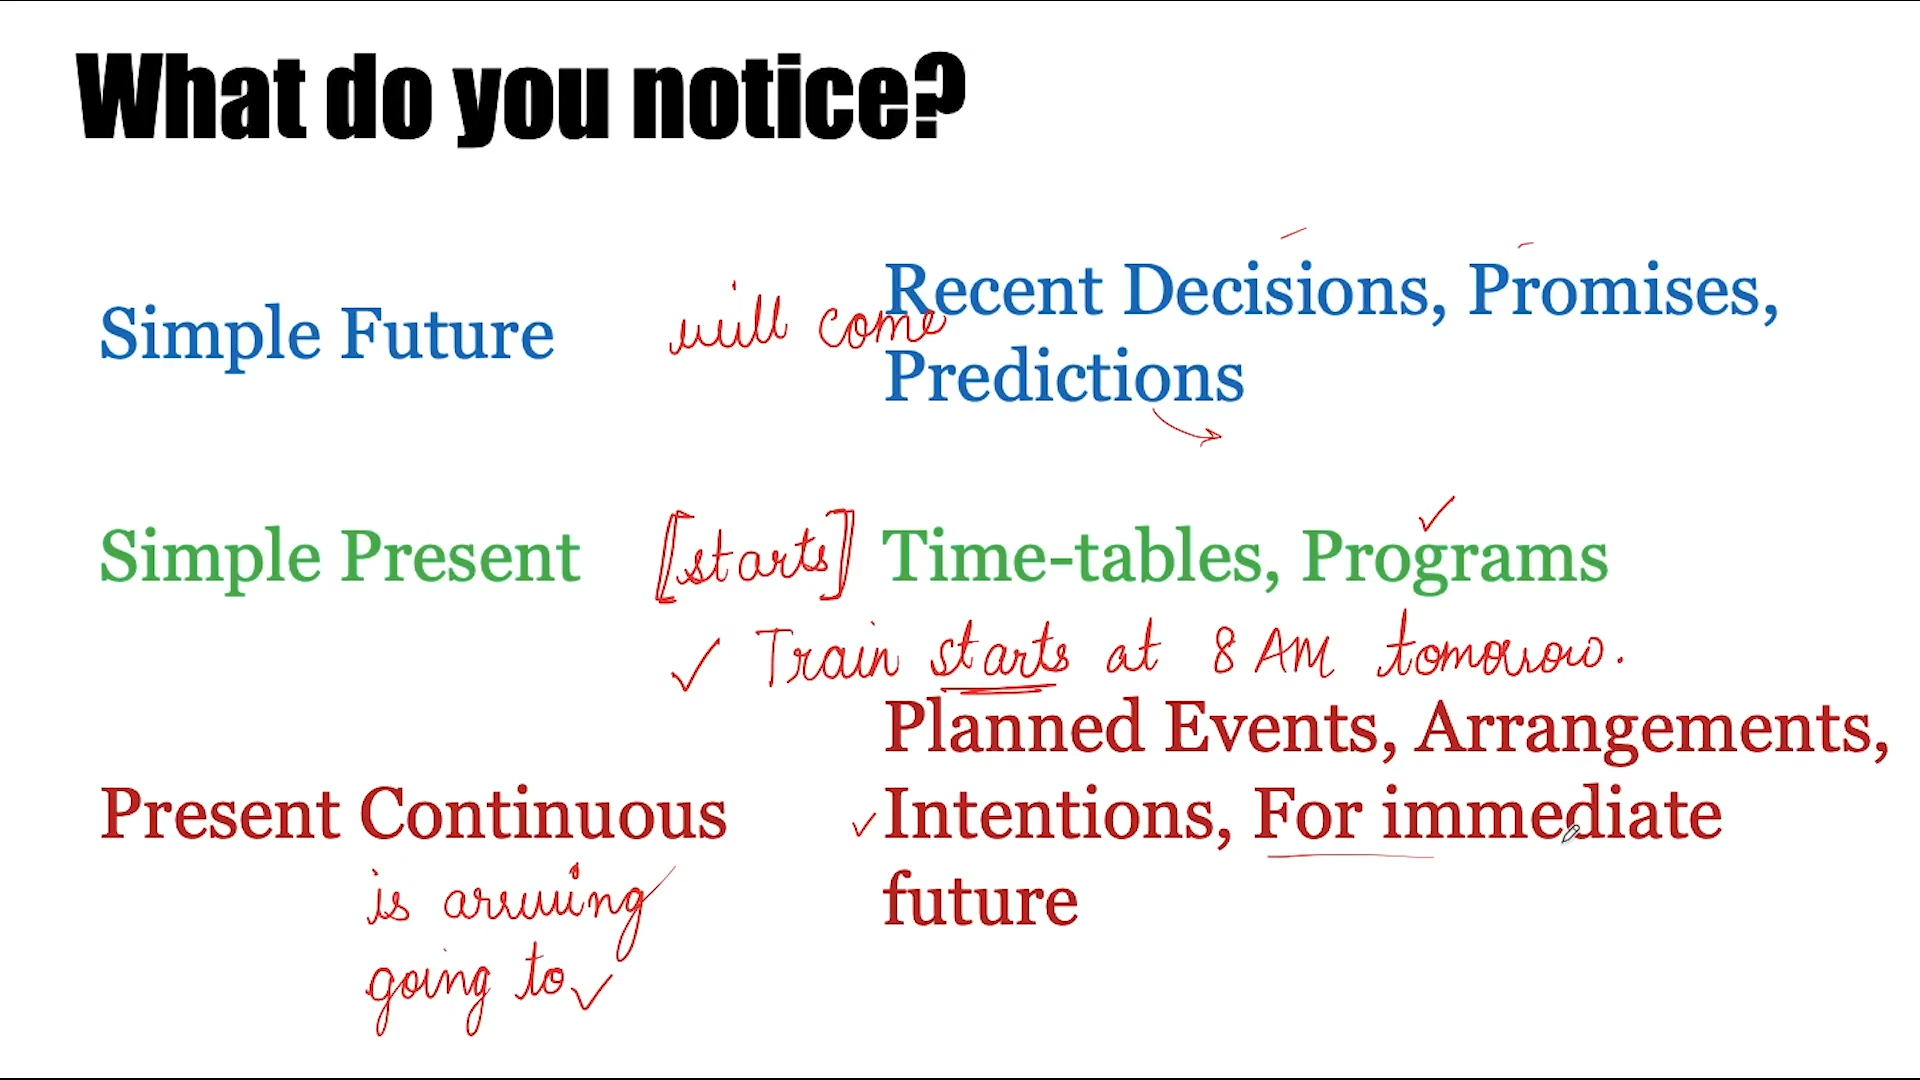 What do you notice?
Simple Future will come Recent Decisions, Promises,
Predictions
Simple Present [starts] Time-tables, Programs
✓ Train starts at 8 AM tomorrow.
Planned Events, Arrangements,
Present Continuous ✓ Intentions, For immediate
is arriving future
going to ✓